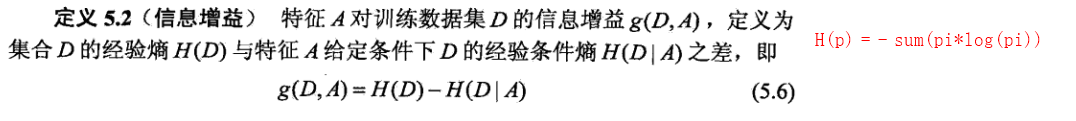 定义 5.2（信息增益） 特征 A 对训练数据集 D 的信息增益 g(D, A)，定义为
集合 D 的经验熵 H(D) 与特征 A 给定条件下 D 的经验条件熵 H(D | A) 之差，即
g(D, A) = H(D) − H(D | A) (5.6)
H(p) = - sum(pi*log(pi))